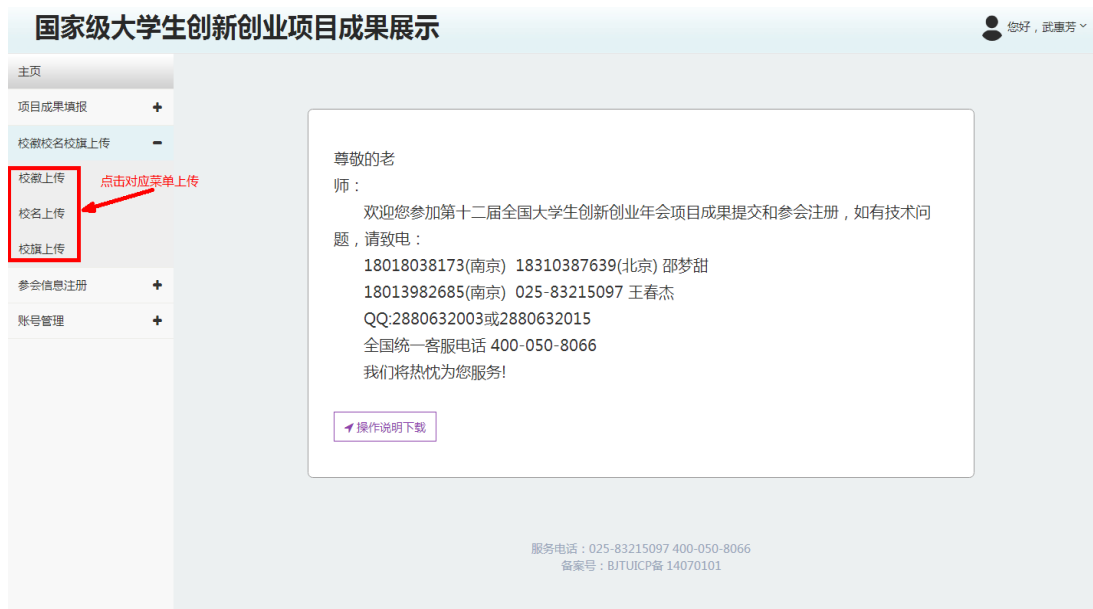 国家级大学生创新创业项目成果展示
您好，武惠芳
主页
项目成果填报
校徽校名校旗上传
校徽上传
点击对应菜单上传
校名上传
校旗上传
参会信息注册
账号管理
尊敬的老
师：
欢迎您参加第十二届全国大学生创新创业年会项目成果提交和参会注册，如有技术问
题，请致电：
18018038173(南京) 18310387639(北京) 邵梦甜
18013982685(南京) 025-83215097 王春杰
QQ:2880632003或2880632015
全国统一客服电话 400-050-8066
我们将热忱为您服务!
操作说明下载
服务电话：025-83215097 400-050-8066
备案号：BJTUICP备 14070101